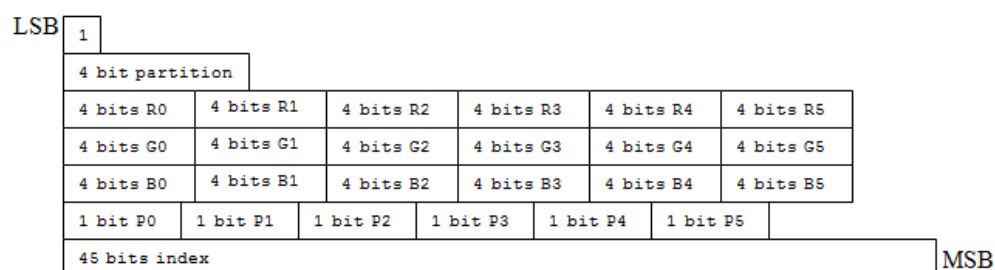 LSB 1
4 bit partition
4 bits R0 4 bits R1 4 bits R2 4 bits R3 4 bits R4 4 bits R5
4 bits G0 4 bits G1 4 bits G2 4 bits G3 4 bits G4 4 bits G5
4 bits B0 4 bits B1 4 bits B2 4 bits B3 4 bits B4 4 bits B5
1 bit P0 1 bit P1 1 bit P2 1 bit P3 1 bit P4 1 bit P5
45 bits index MSB